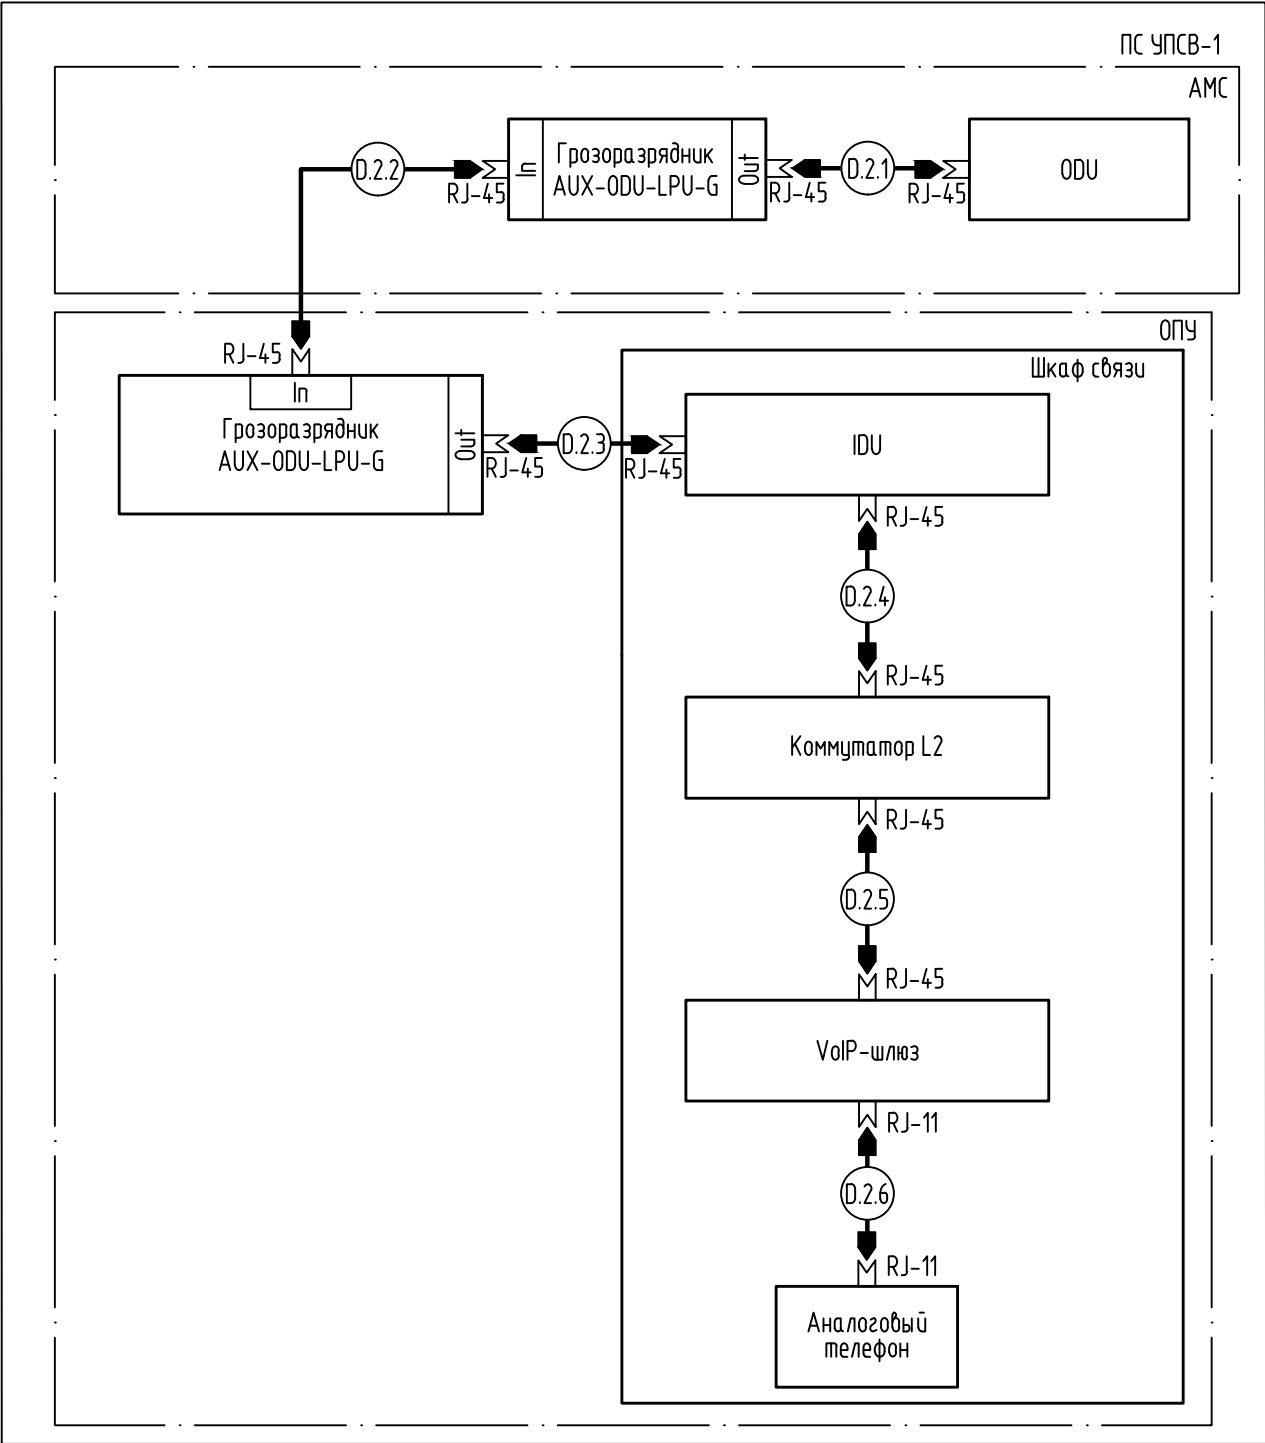 ПС УПСВ-1
АМС
D.2.2
RJ-45
In
Грозоразрядник
AUX-ODU-LPU-G
Out
RJ-45
D.2.1
RJ-45
ODU
ОПУ
RJ-45
In
Грозоразрядник
AUX-ODU-LPU-G
Out
RJ-45
D.2.3
RJ-45
Шкаф связи
IDU
RJ-45
D.2.4
RJ-45
Коммутатор L2
RJ-45
D.2.5
RJ-45
VoIP-шлюз
RJ-11
D.2.6
RJ-11
Аналоговый
телефон